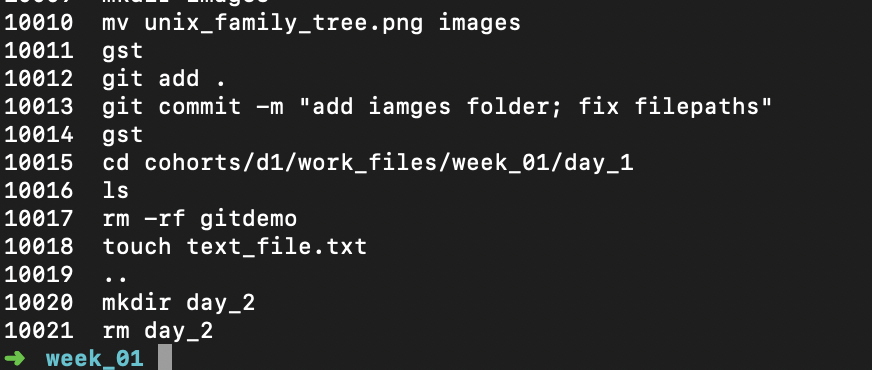 mkdir images
10010  mv unix_family_tree.png images
10011  gst
10012  git add .
10013  git commit -m "add iamges folder; fix filepaths"
10014  gst
10015  cd cohorts/d1/work_files/week_01/day_1
10016  ls
10017  rm -rf gitdemo
10018  touch text_file.txt
10019  ..
10020  mkdir day_2
10021  rm day_2
➜  week_01